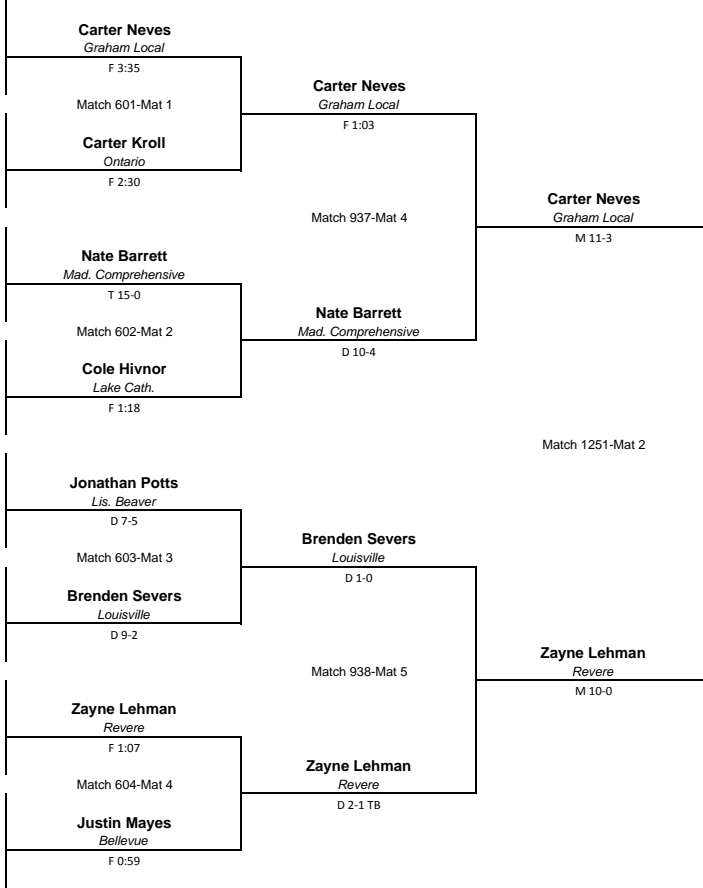 Carter Neves
Graham Local
F 3:35
Match 601-Mat 1
Carter Kroll
Ontario
F 2:30
Nate Barrett
Mad. Comprehensive
T 15-0
Match 602-Mat 2
Cole Hivnor
Lake Cath.
F 1:18
Jonathan Potts
Lis. Beaver
D 7-5
Match 603-Mat 3
Brenden Severs
Louisville
D 9-2
Zayne Lehman
Revere
F 1:07
Match 604-Mat 4
Justin Mayes
Bellevue
F 0:59
Carter Neves
Graham Local
F 1:03
Match 937-Mat 4
Nate Barrett
Mad. Comprehensive
D 10-4
Brenden Severs
Louisville
D 1-0
Match 938-Mat 5
Zayne Lehman
Revere
D 2-1 TB
Carter Neves
Graham Local
M 11-3
Match 1251-Mat 2
Zayne Lehman
Revere
M 10-0